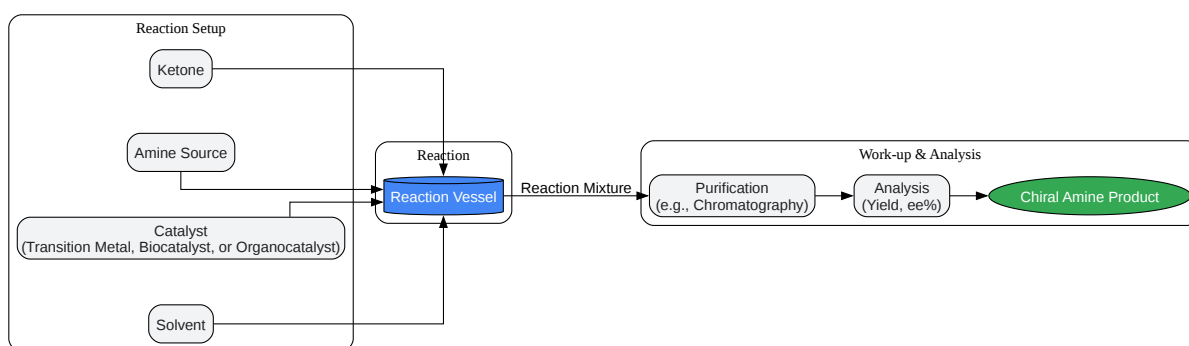 Reaction Setup
Ketone
Amine Source
Catalyst
(Transition Metal, Biocatalyst, or Organocatalyst)
Solvent
Reaction
Reaction Vessel
Reaction Mixture
Work-up & Analysis
Purification
(e.g., Chromatography)
Analysis
(Yield, ee%)
Chiral Amine Product